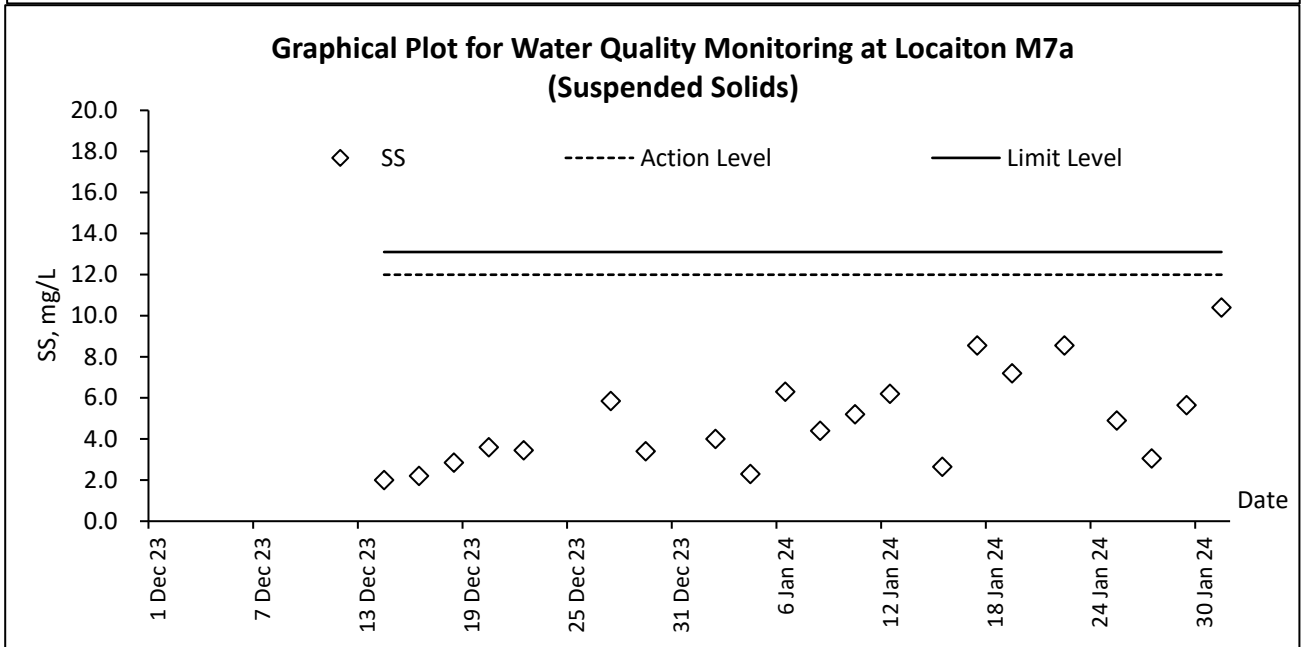 Graphical Plot for Water Quality Monitoring at Locaiton M7a
(Suspended Solids)
20.0
18.0
16.0
14.0
12.0
10.0
8.0
6.0
4.0
2.0
0.0
SS, mg/L
SS
Action Level
Limit Level
Date
1 Dec 23
7 Dec 23
13 Dec 23
19 Dec 23
25 Dec 23
31 Dec 23
6 Jan 24
12 Jan 24
18 Jan 24
24 Jan 24
30 Jan 24